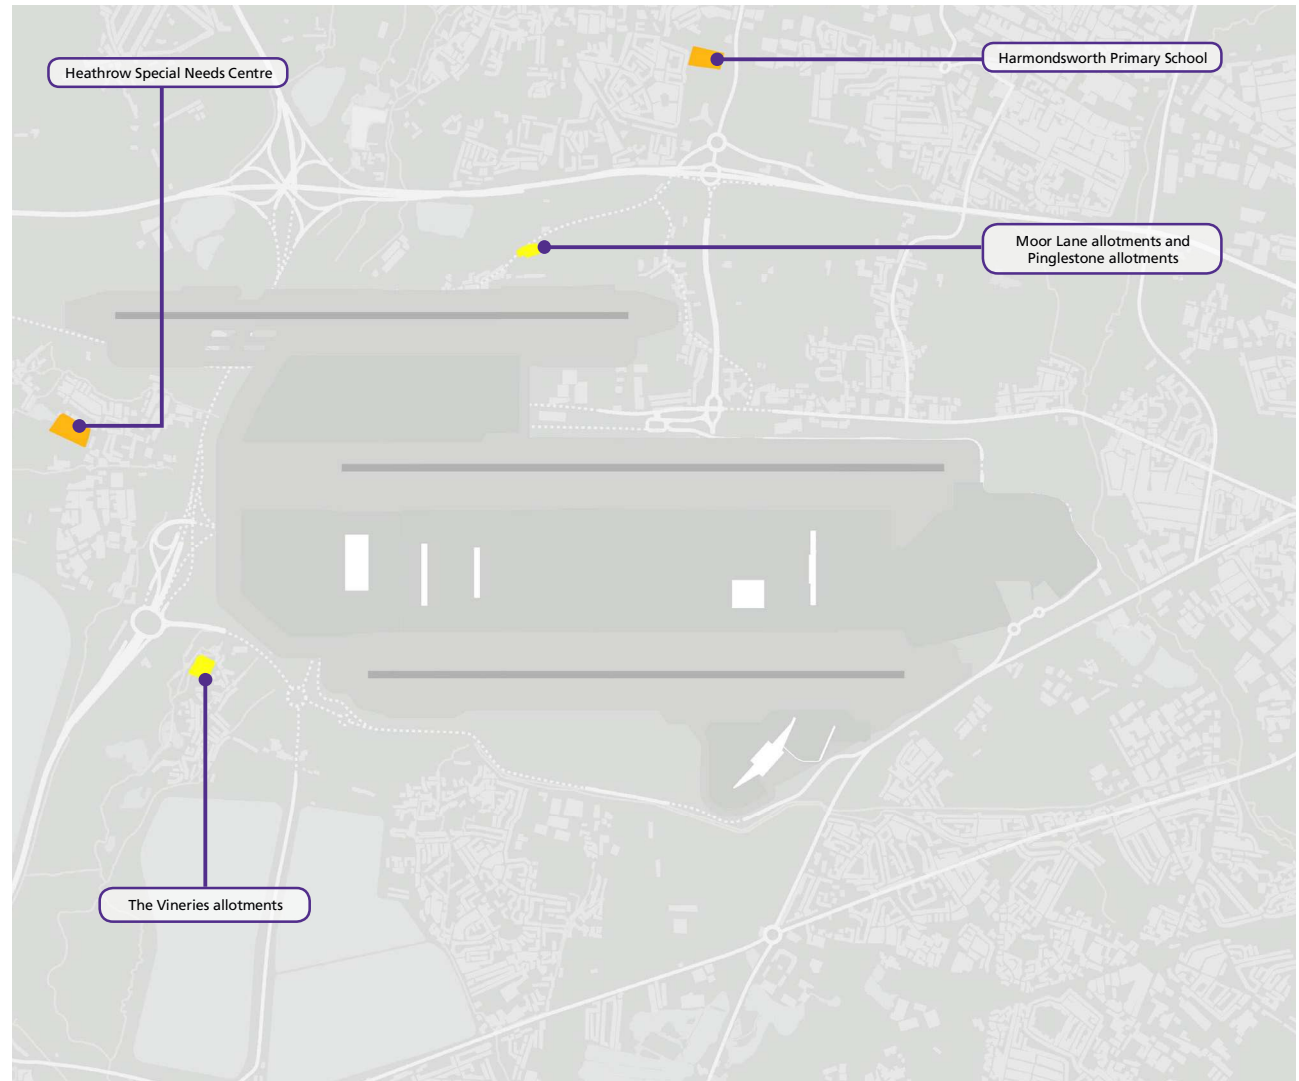 Harmondsworth Primary School
Heathrow Special Needs Centre
Moor Lane allotments and
Pinglestone allotments
The Vineries allotments